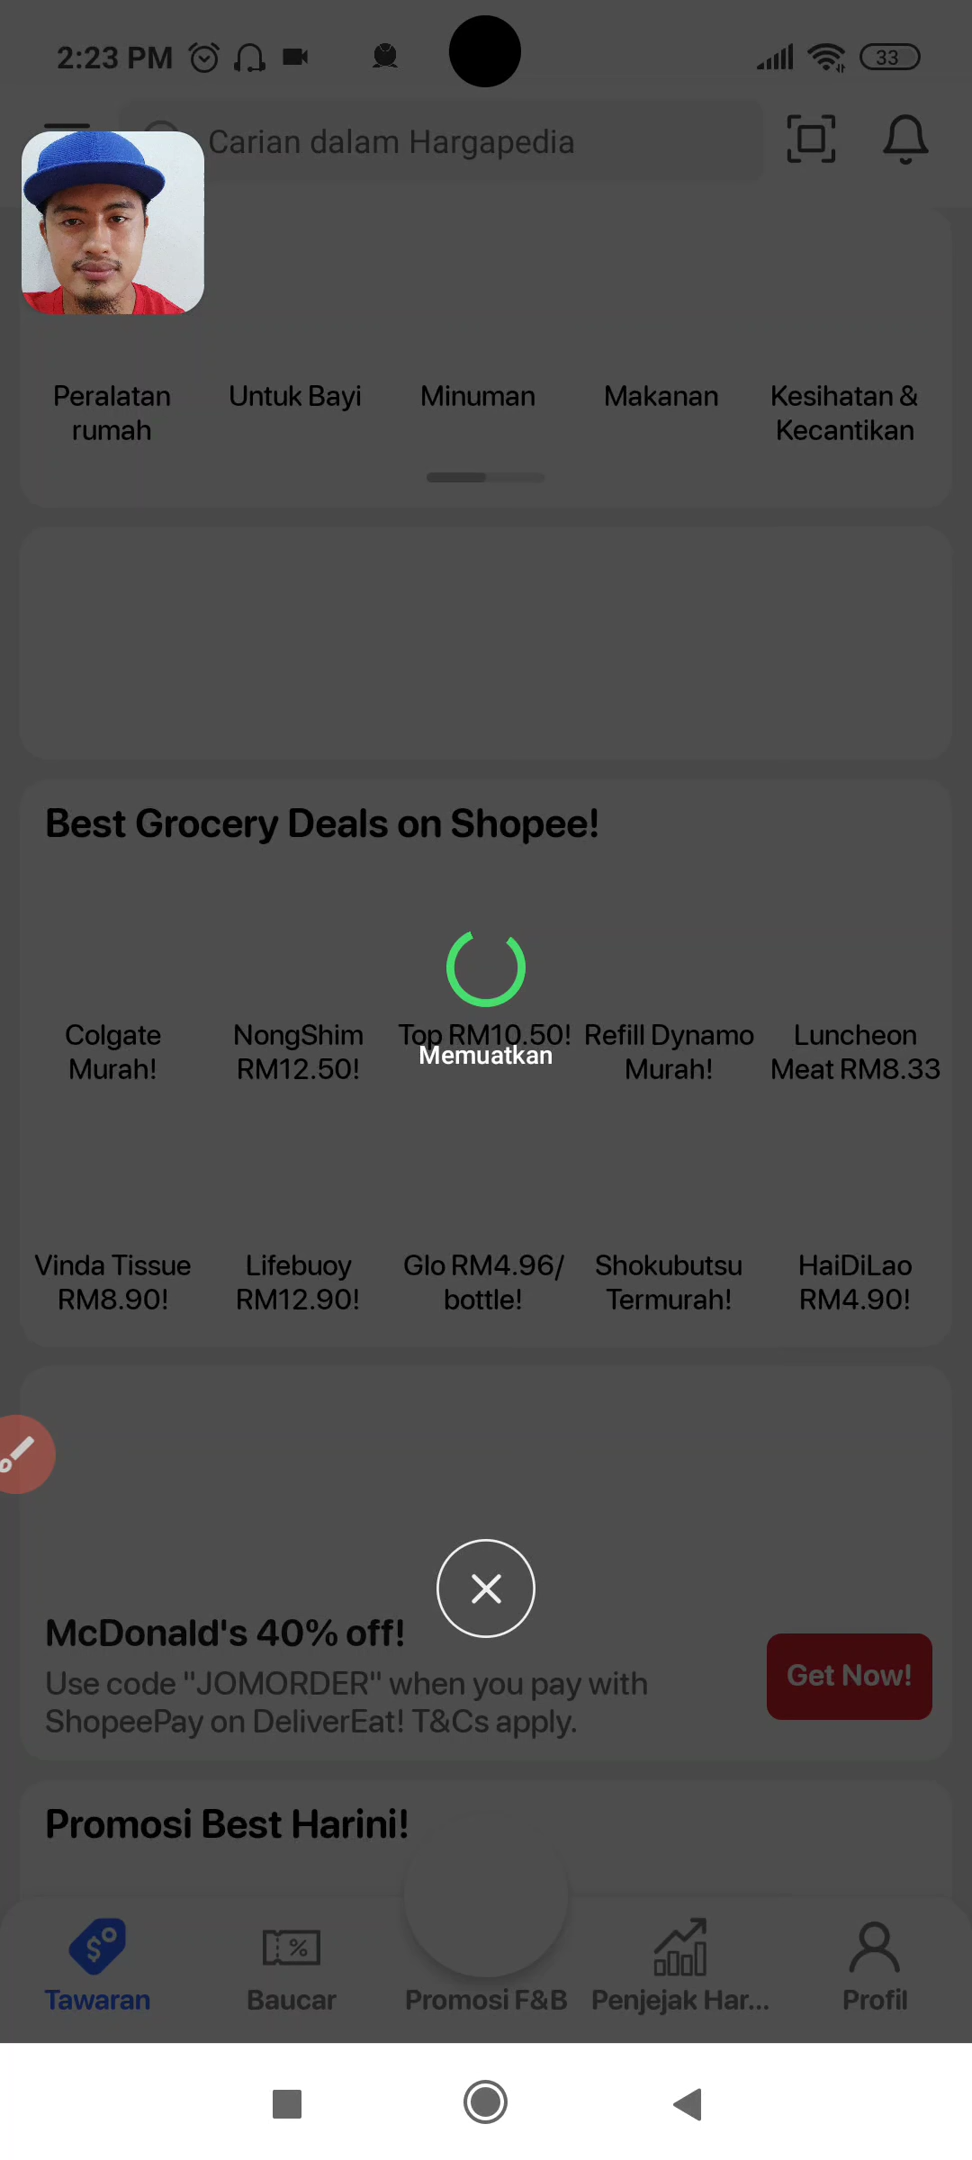 2:23 PM
33
Carian dalam Hargapedia
Peralatan
rumah
Untuk Bayi
Minuman
Makanan
Kesihatan &
Kecantikan
Best Grocery Deals on Shopee!
Colgate
Murah!
NongShim
RM12.50!
Top RM10.50!
Refill Dynamo
Murah!
Luncheon
Meat RM8.33
Memuatkan
Vinda Tissue
RM8.90!
Lifebuoy
RM12.90!
Glo RM4.96/
bottle!
Shokubutsu
Termurah!
HaiDiLao
RM4.90!
McDonald's 40% off!
Use code "JOMORDER" when you pay with
ShopeePay on DeliverEat! T&Cs apply.
Get Now!
Promosi Best Harini!
Tawaran
Baucar
Promosi F&B
Penjejak Har...
Profil